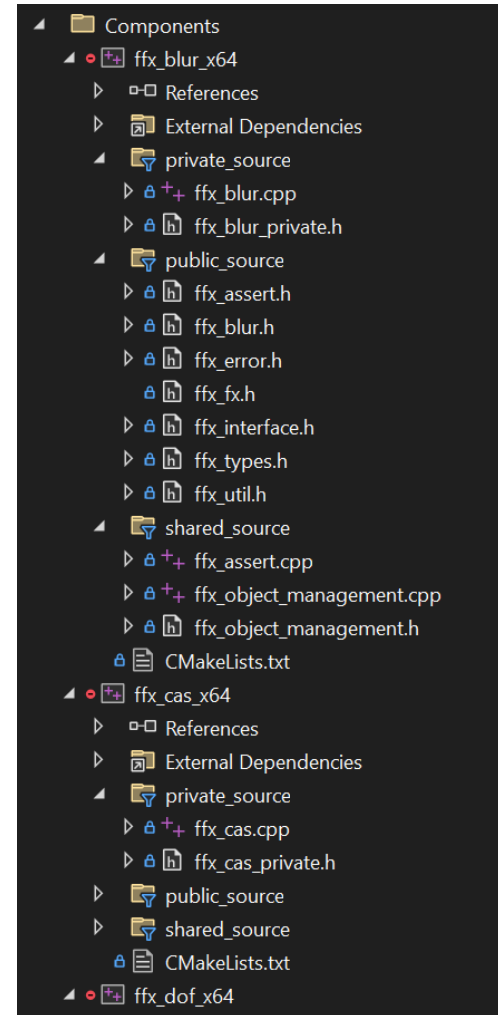 Components
ffx_blur_x64
References
External Dependencies
private_source
ffx_blur.cpp
ffx_blur_private.h
public_source
ffx_assert.h
ffx_blur.h
ffx_error.h
ffx_fx.h
ffx_interface.h
ffx_types.h
ffx_util.h
shared_source
ffx_assert.cpp
ffx_object_management.cpp
ffx_object_management.h
CMakeLists.txt
ffx_cas_x64
References
External Dependencies
private_source
ffx_cas.cpp
ffx_cas_private.h
public_source
shared_source
CMakeLists.txt
ffx_dof_x64